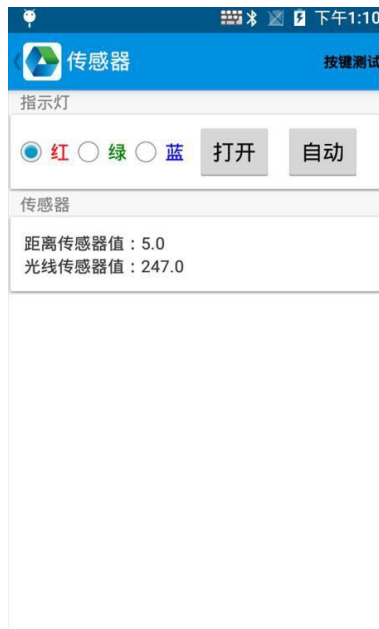 下午1:10
传感器
按键测试
指示灯
红 绿 蓝 打开 自动
传感器
距离传感器值：5.0
光线传感器值：247.0